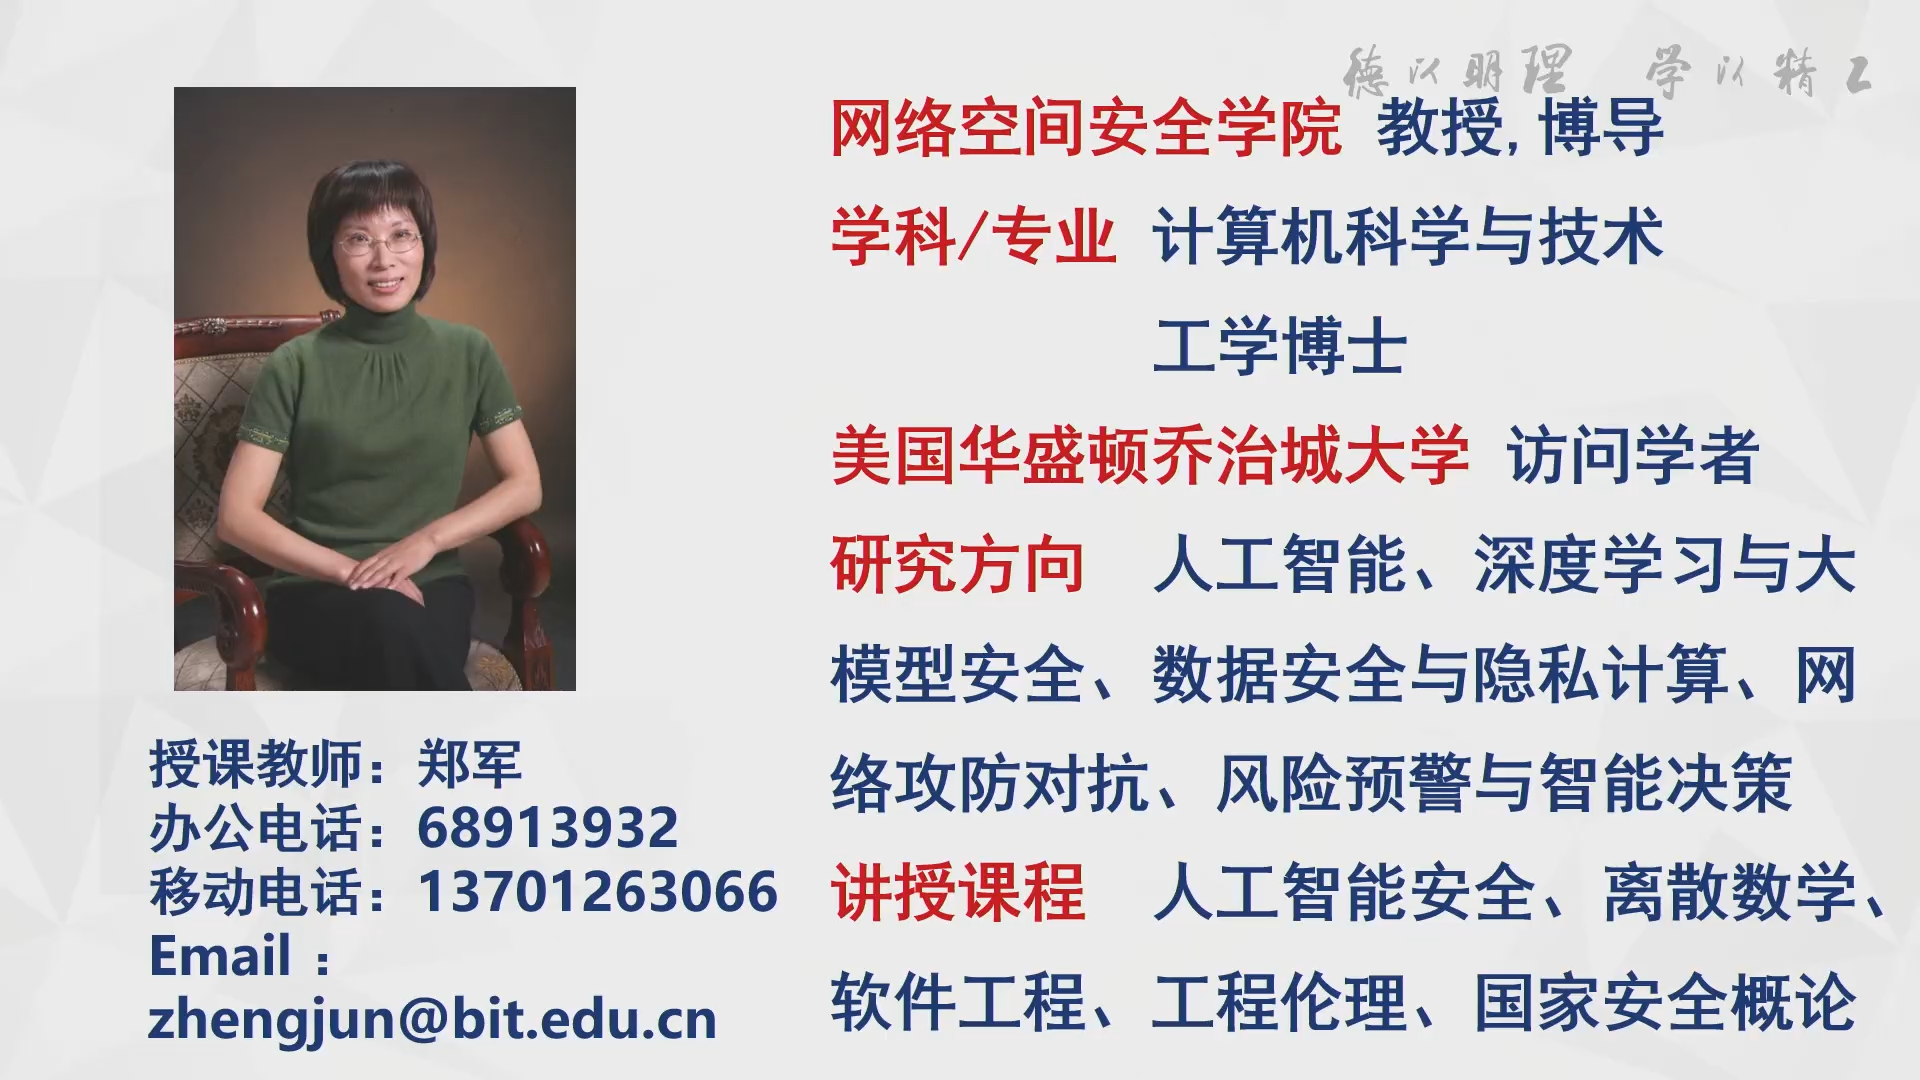 德以明理 学以精工
网络空间安全学院 教授,博导
学科/专业 计算机科学与技术
工学博士
美国华盛顿乔治城大学 访问学者
研究方向 人工智能、深度学习与大
模型安全、数据安全与隐私计算、网
络攻防对抗、风险预警与智能决策
讲授课程 人工智能安全、离散数学、
软件工程、工程伦理、国家安全概论
授课教师：郑军
办公电话：68913932
移动电话：13701263066
Email ：
zhengjun@bit.edu.cn